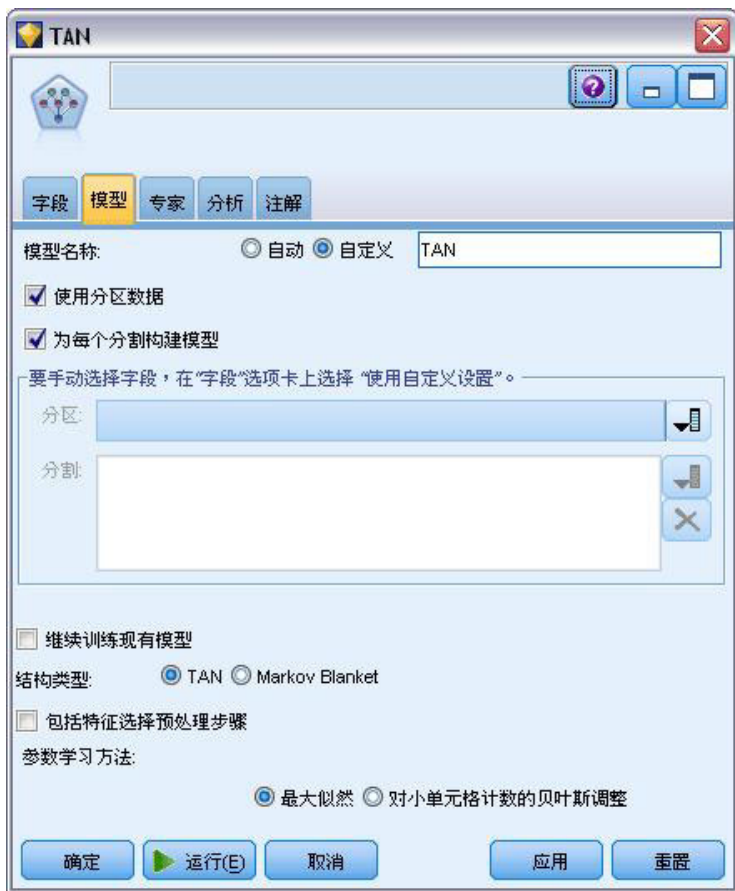 TAN
字段 模型 专家 分析 注解
模型名称: 自动 自定义 TAN
使用分区数据
为每个分割构建模型
要手动选择字段，在“字段”选项卡上选择 “使用自定义设置”。
分区:
分割:
继续训练现有模型
结构类型: TAN Markov Blanket
包括特征选择预处理步骤
参数学习方法:
最大似然 对小单元格计数的贝叶斯调整
确定 运行(E) 取消 应用 重置